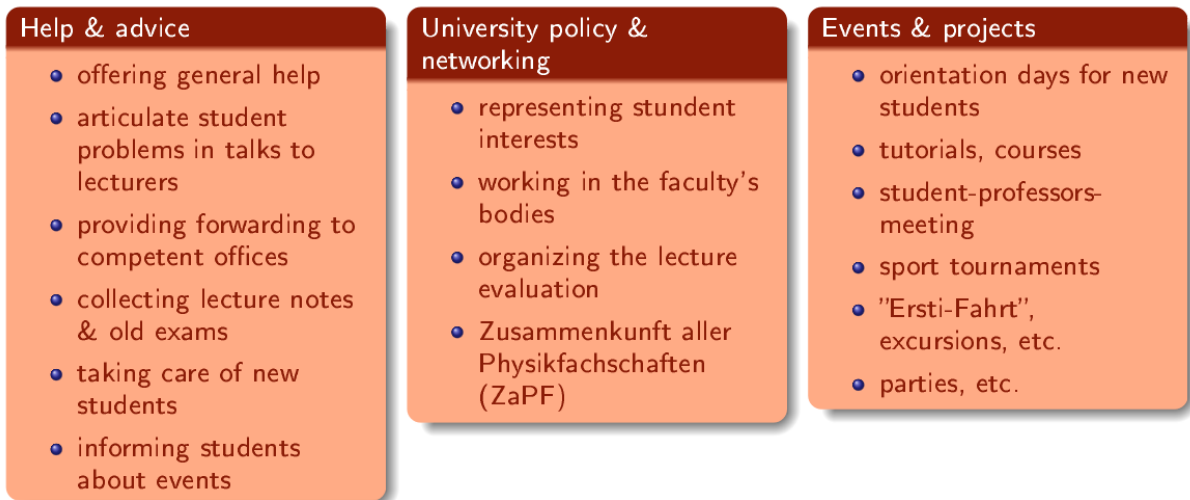 Help & advice
offering general help
articulate student
problems in talks to
lecturers
providing forwarding to
competent offices
collecting lecture notes
& old exams
taking care of new
students
informing students
about events
University policy &
networking
representing stundent
interests
working in the faculty's
bodies
organizing the lecture
evaluation
Zusammenkunft aller
Physikfachschaften
(ZaPF)
Events & projects
orientation days for new
students
tutorials, courses
student-professors-
meeting
sport tournaments
”Ersti-Fahrt”,
excursions, etc.
parties, etc.